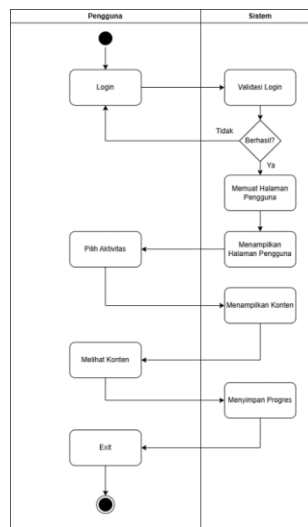 Pengguna
Sistem
Login
Validasi Login
Tidak
Berhasil?
Ya
Memuat Halaman
Pengguna
Pilih Aktivitas
Menampilkan
Halaman Pengguna
Menampilkan Konten
Melihat Konten
Menyimpan Progres
Exit